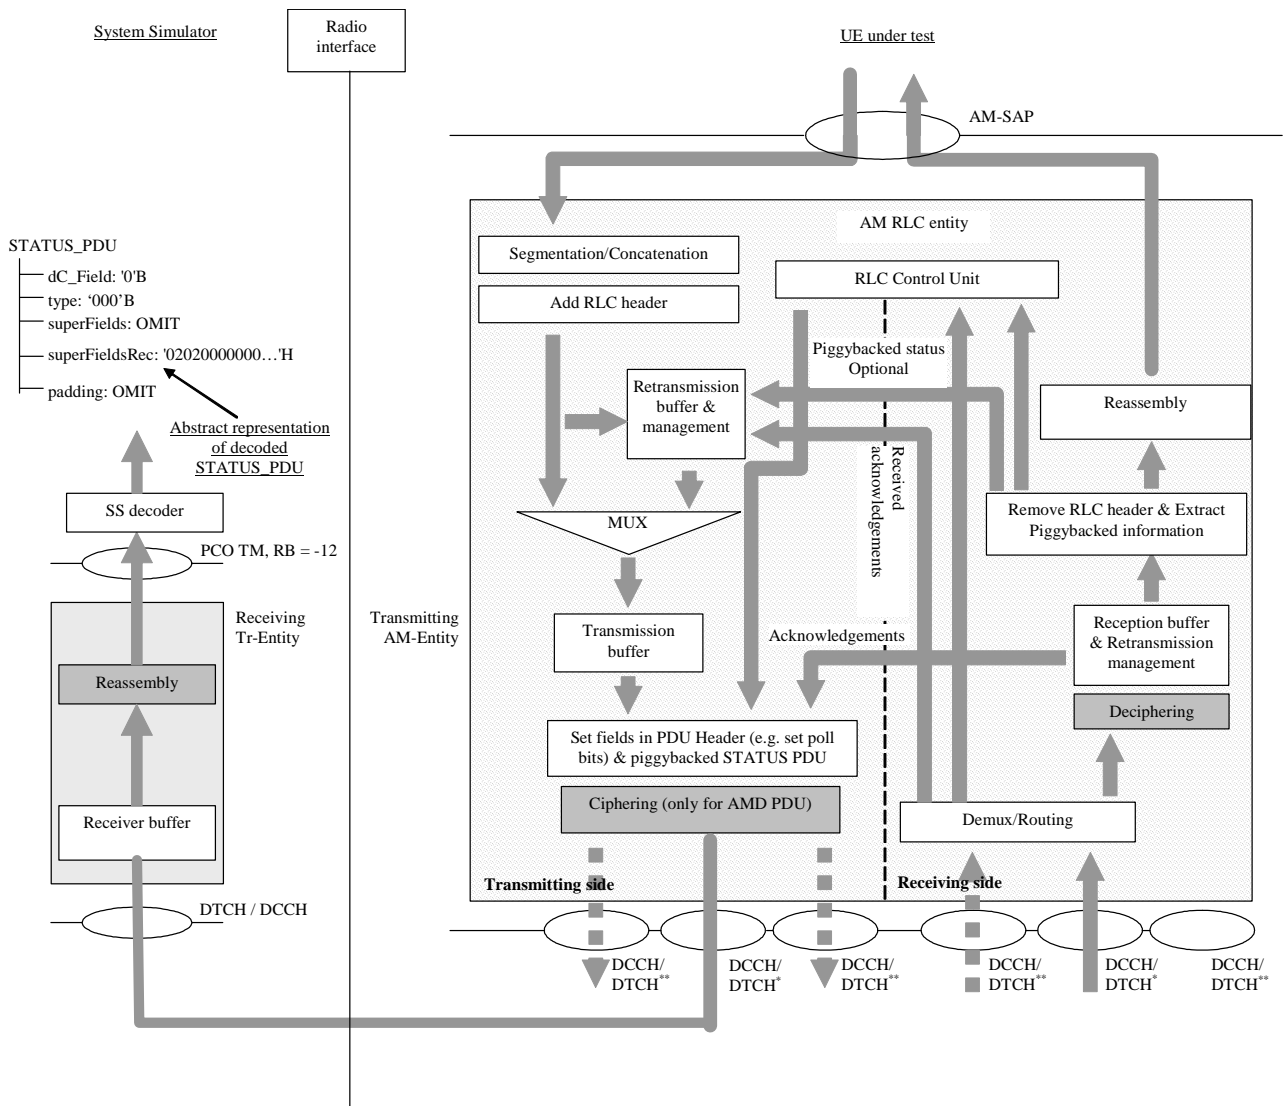 System Simulator
Radio
interface
UE under test
AM-SAP
AM RLC entity
STATUS_PDU
dC_Field: '0'B
type: ‘000’B
superFields: OMIT
superFieldsRec: '02020000000…'H
padding: OMIT
Abstract representation
of decoded
STATUS_PDU
SS decoder
PCO TM, RB = -12
Receiving
Tr-Entity
Reassembly
Receiver buffer
DTCH / DCCH
Transmitting
AM-Entity
Segmentation/Concatenation
Add RLC header
RLC Control Unit
Piggybacked status
Optional
Retransmission
buffer &
management
Reassembly
Received
acknowledgements
MUX
Remove RLC header & Extract
Piggybacked information
Transmission
buffer
Acknowledgements
Reception buffer
& Retransmission
management
Deciphering
Set fields in PDU Header (e.g. set poll
bits) & piggybacked STATUS PDU
Ciphering (only for AMD PDU)
Demux/Routing
Transmitting side
Receiving side
DCCH/
DTCH**
DCCH/
DTCH*
DCCH/
DTCH**
DCCH/
DTCH**
DCCH/
DTCH*
DCCH/
DTCH**